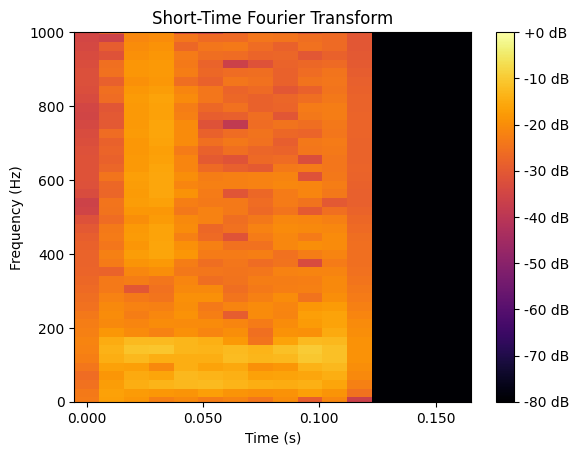 Short-Time Fourier Transform
1000
800
600
400
200
0
Frequency (Hz)
0.000
0.050
0.100
0.150
Time (s)
+0 dB
-10 dB
-20 dB
-30 dB
-40 dB
-50 dB
-60 dB
-70 dB
-80 dB